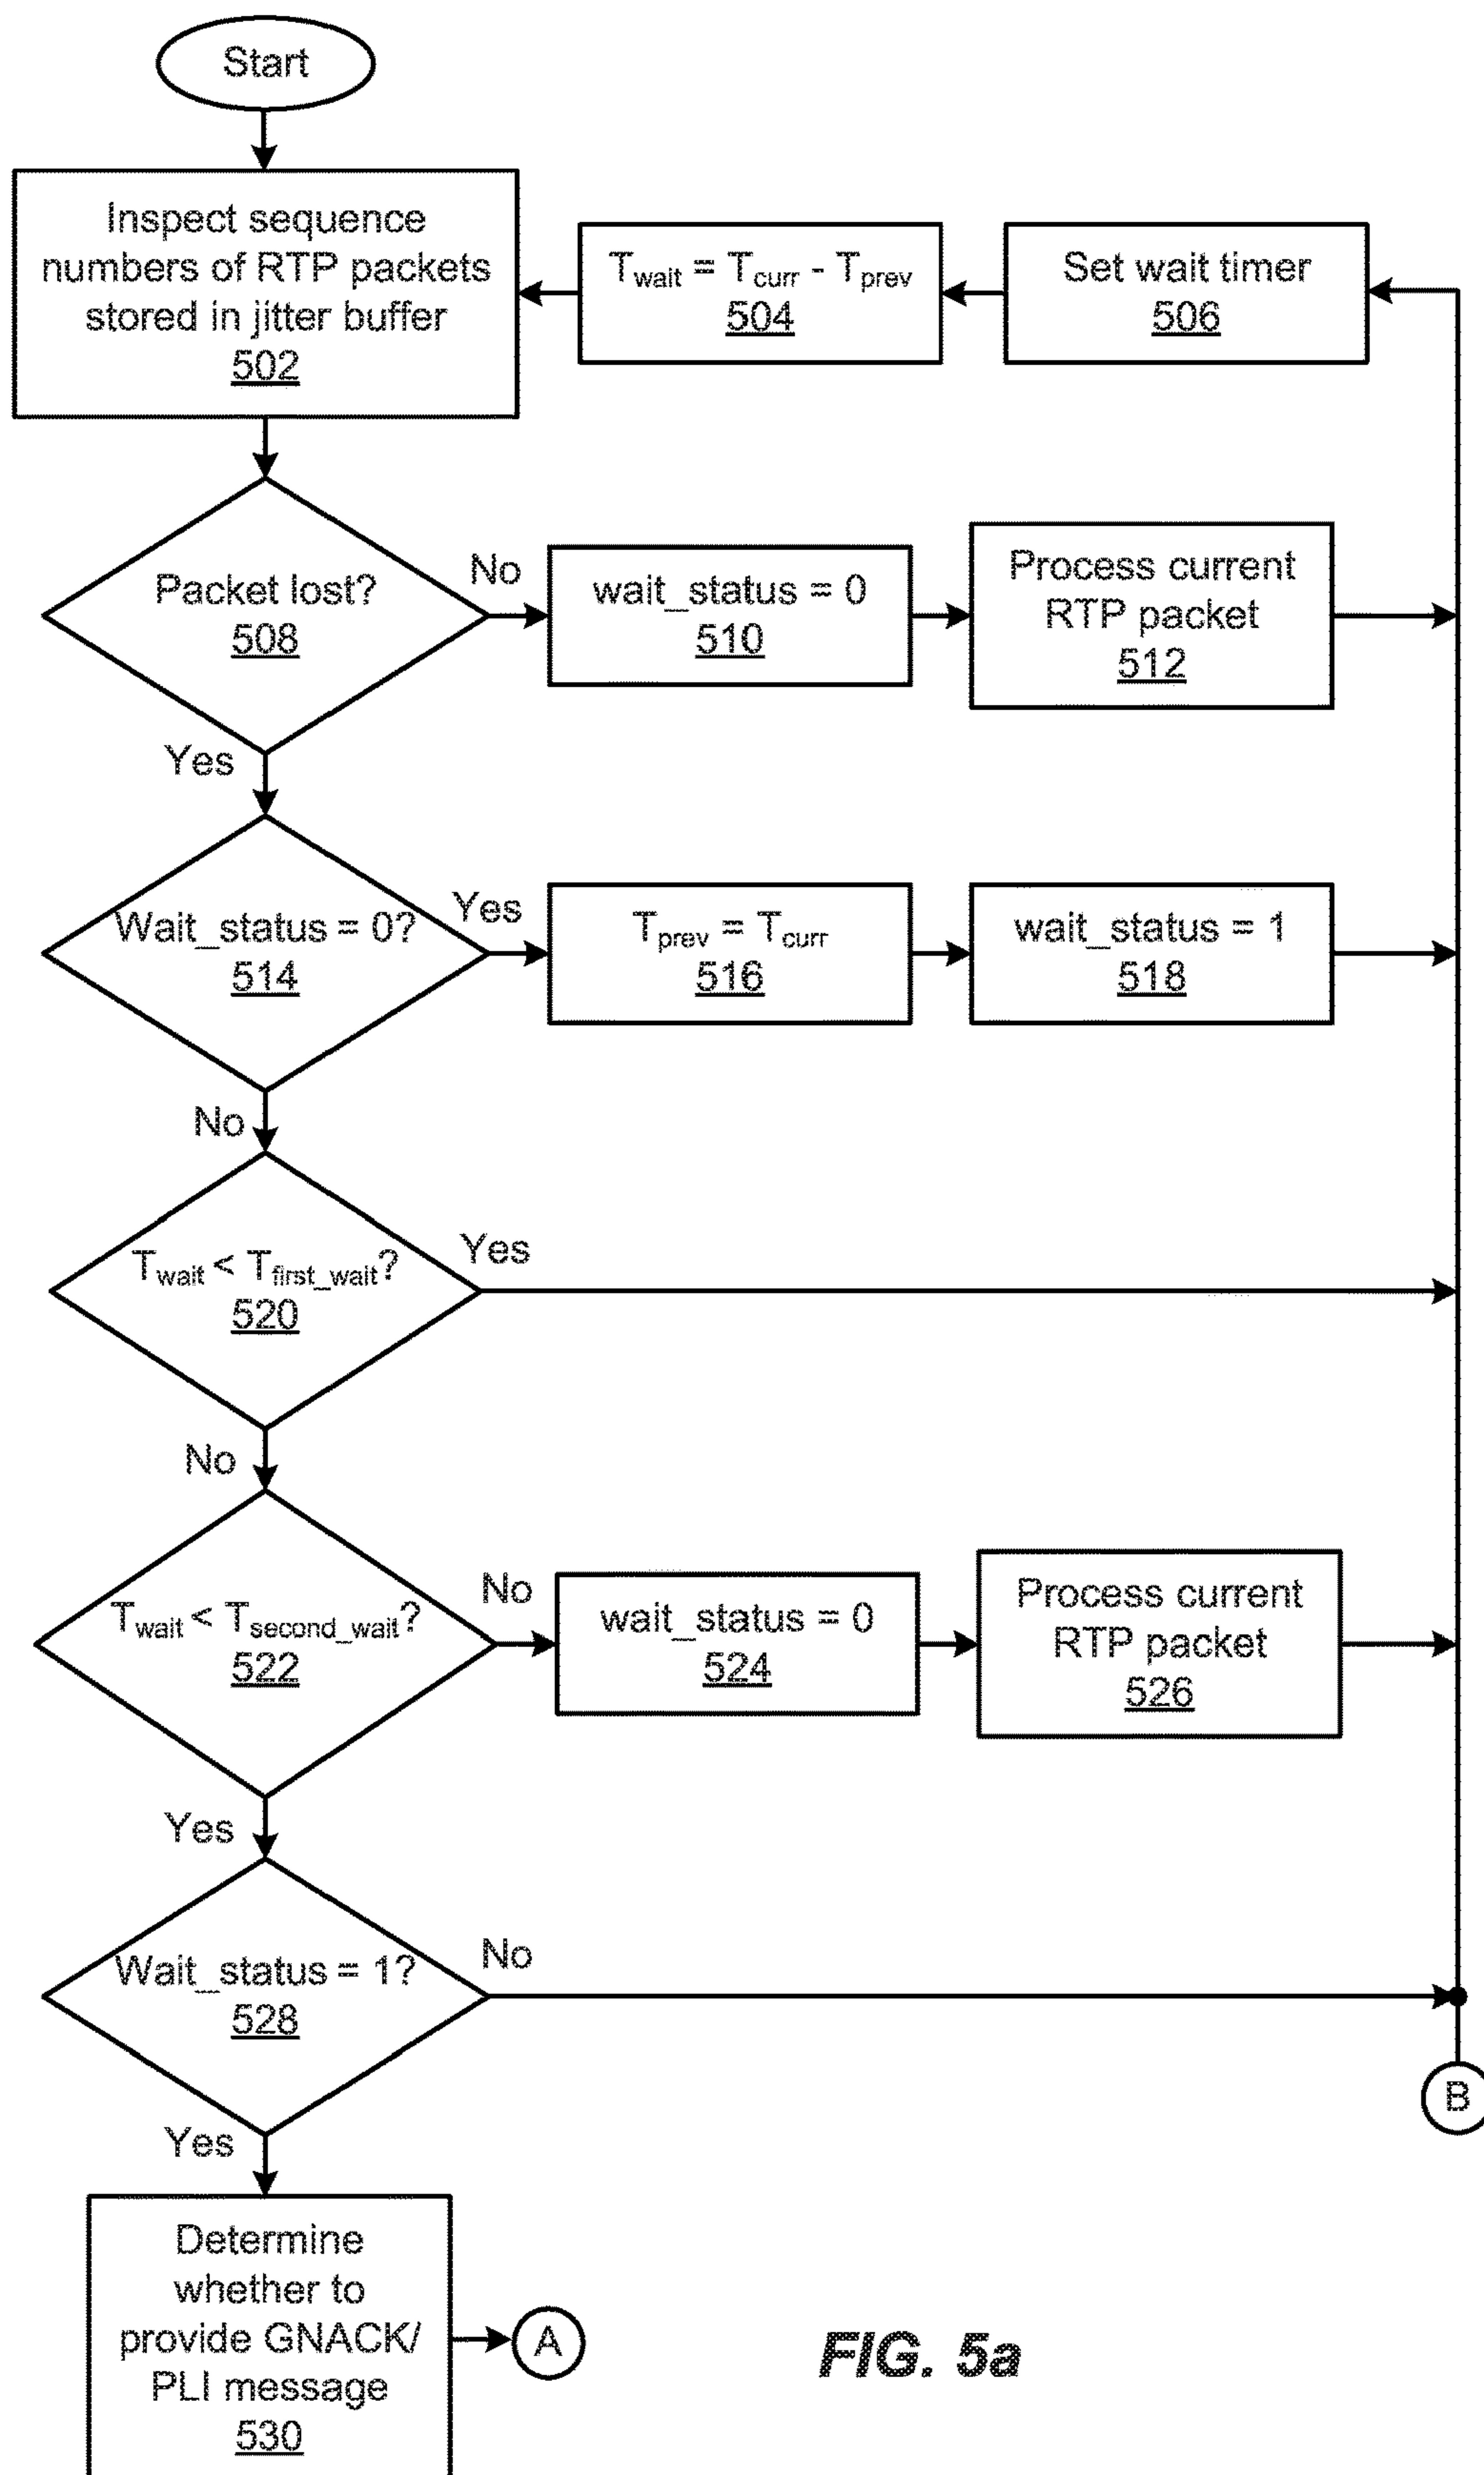 Start
Inspect sequence
numbers of RTP packets
stored in jitter buffer
502
Twait = Tcurr - Tprev
504
Set wait timer
506
Packet lost?
508
No
wait_status = 0
510
Process current
RTP packet
512
Yes
Wait_status = 0?
514
Yes
Tprev = Tcurr
516
wait_status = 1
518
No
Twait < Tfirst_wait?
520
Yes
No
Twait < Tsecond_wait?
522
No
wait_status = 0
524
Process current
RTP packet
526
Yes
Wait_status = 1?
528
No
B
Yes
Determine
whether to
provide GNACK/
PLI message
530
A
FIG. 5a